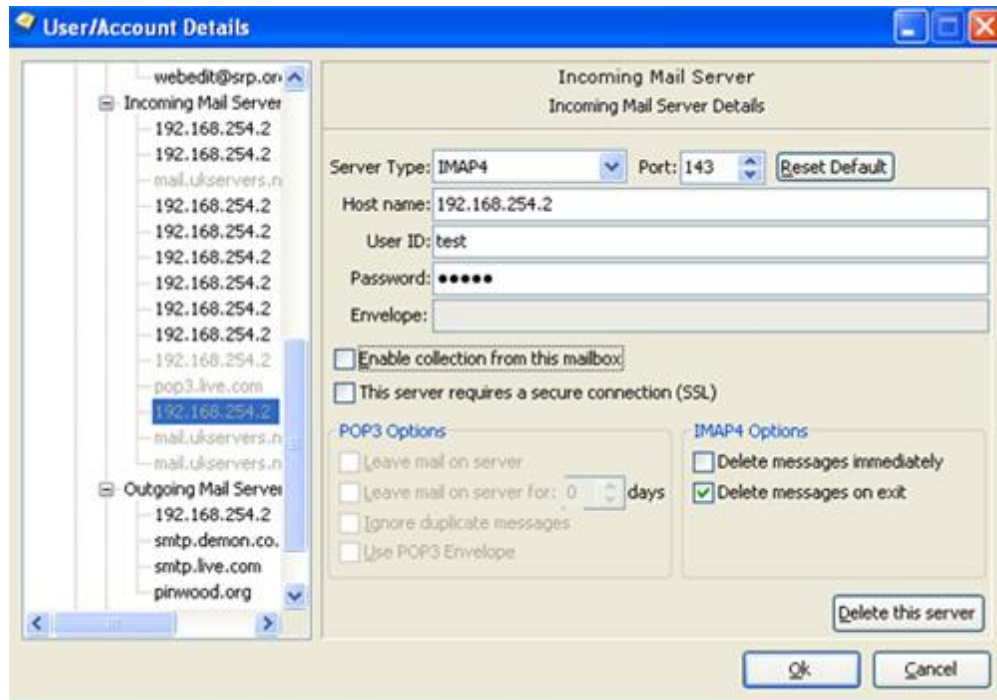 User/Account Details
webedit@srp.or
Incoming Mail Server
192.168.254.2
192.168.254.2
mail.ukservers.n
192.168.254.2
192.168.254.2
192.168.254.2
192.168.254.2
192.168.254.2
192.168.254.2
192.168.254.2
pop3.live.com
192.168.254.2
mail.ukservers.n
mail.ukservers.n
Outgoing Mail Server
192.168.254.2
smtp.demon.co.
smtp.live.com
pinwood.org
Incoming Mail Server
Incoming Mail Server Details
Server Type: IMAP4 Port: 143 Reset Default
Host name: 192.168.254.2
User ID: test
Password: •••••
Envelope:
Enable collection from this mailbox
This server requires a secure connection (SSL)
POP3 Options
Leave mail on server
Leave mail on server for: 0 days
Ignore duplicate messages
Use POP3 Envelope
IMAP4 Options
Delete messages immediately
Delete messages on exit
Delete this server
Ok Cancel